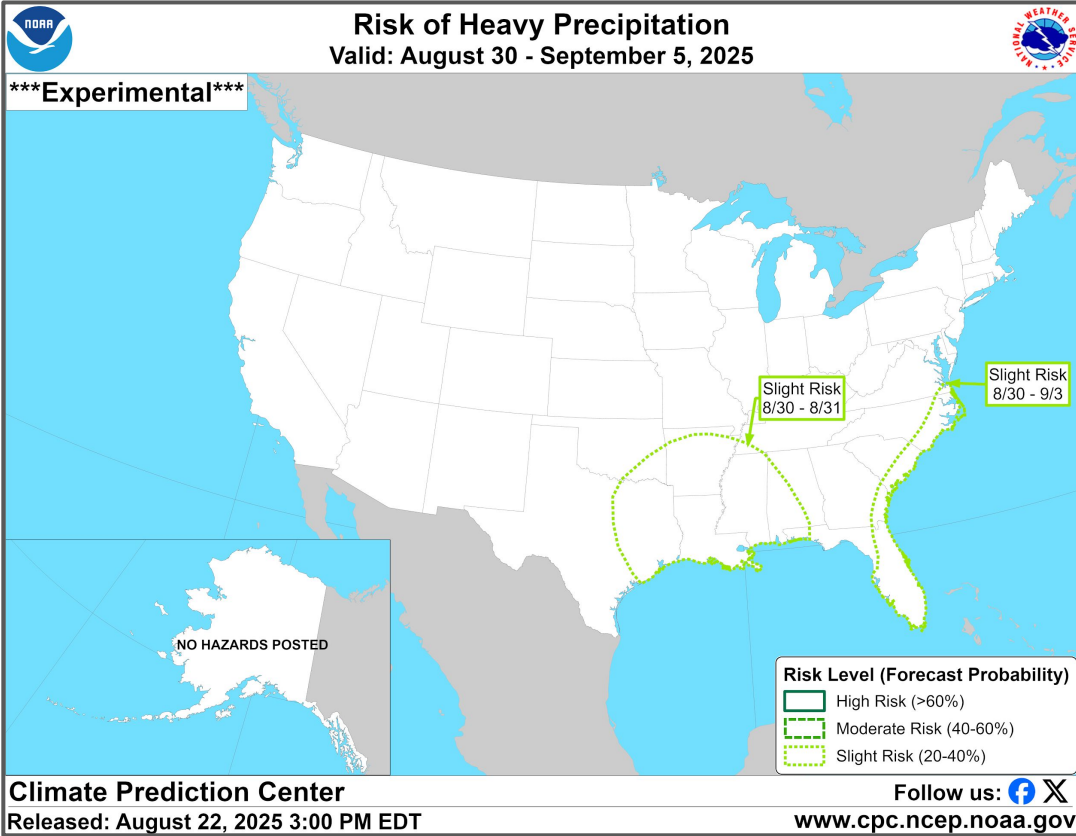 NOAA
Risk of Heavy Precipitation
Valid: August 30 - September 5, 2025
NATIONAL WEATHER SERVICE
***Experimental***
Slight Risk
8/30 - 8/31
Slight Risk
8/30 - 9/3
NO HAZARDS POSTED
Risk Level (Forecast Probability)
High Risk (>60%)
Moderate Risk (40-60%)
Slight Risk (20-40%)
Climate Prediction Center
Follow us:
Released: August 22, 2025 3:00 PM EDT
www.cpc.ncep.noaa.gov